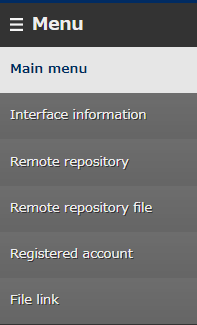 Menu
Main menu
Interface information
Remote repository
Remote repository file
Registered account
File link